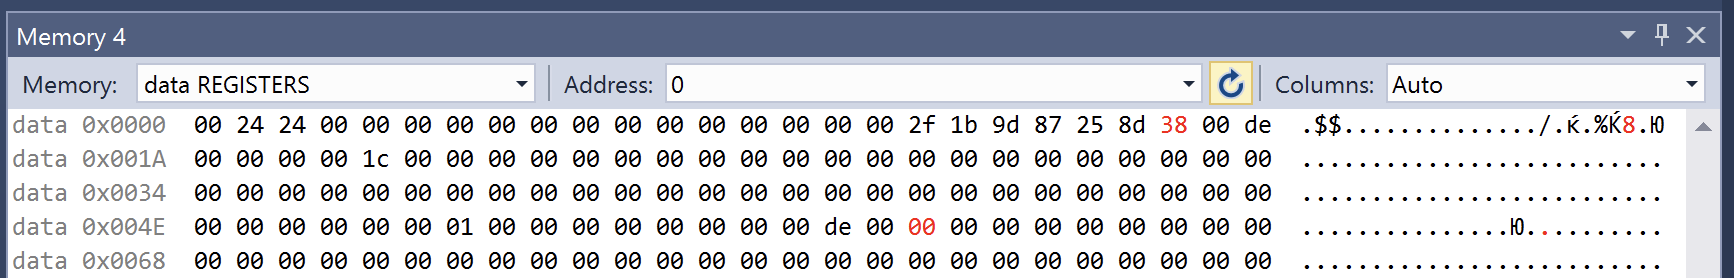 Memory 4
Memory: data REGISTERS Address: 0 Columns: Auto
data 0x0000 00 24 24 00 00 00 00 00 00 00 00 00 00 00 00 00 00 2f 1b 9d 87 25 8d 38 00 de .$$............../.ќ.%Ќ8.Ю
data 0x001A 00 00 00 00 1c 00 00 00 00 00 00 00 00 00 00 00 00 00 00 00 00 00 00 00 00 00 ..........................
data 0x0034 00 00 00 00 00 00 00 00 00 00 00 00 00 00 00 00 00 00 00 00 00 00 00 00 00 00 ..........................
data 0x004E 00 00 00 00 00 00 01 00 00 00 00 00 00 00 00 de 00 00 00 00 00 00 00 00 00 00 ...............Ю..........
data 0x0068 00 00 00 00 00 00 00 00 00 00 00 00 00 00 00 00 00 00 00 00 00 00 00 00 00 00 ..........................